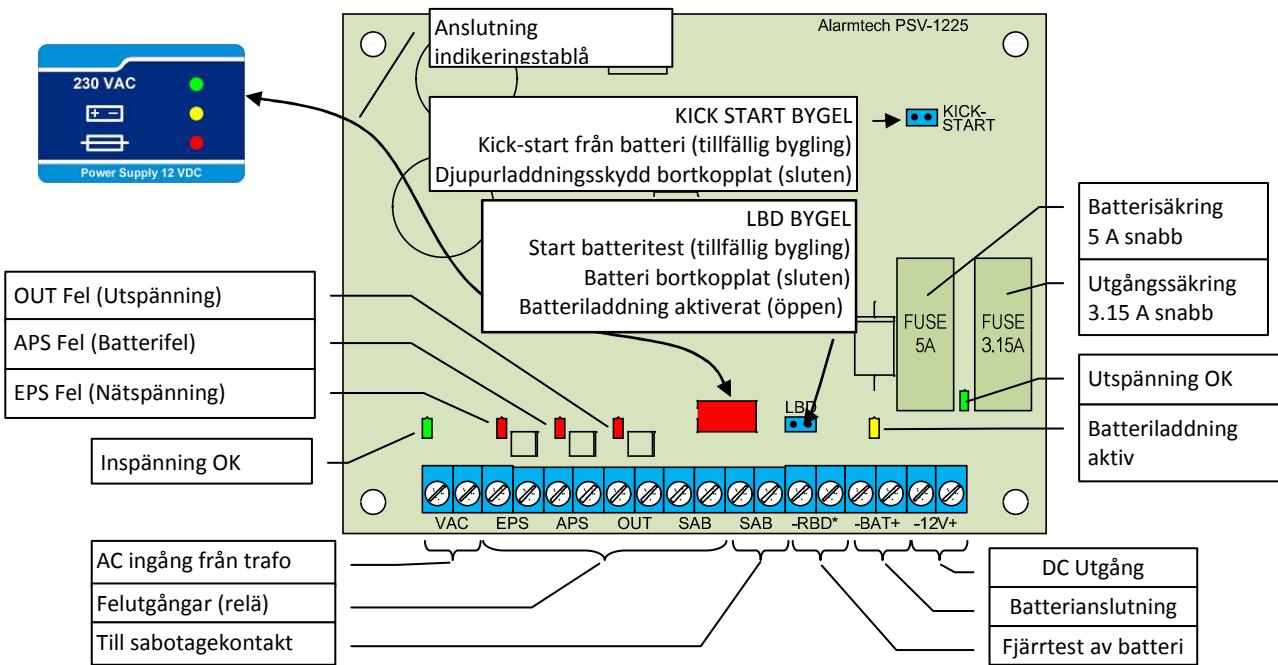 Anslutning
indikeringstablå
Alarmtech PSV-1225
230 VAC
Power Supply 12 VDC
KICK START BYGEL
Kick-start från batteri (tillfällig bygling)
Djupurladdningsskydd bortkopplat (sluten)
KICK-
START
LBD BYGEL
Start batteritest (tillfällig bygling)
Batteri bortkopplat (sluten)
Batteriladdning aktiverat (öppen)
Batterisäkring
5 A snabb
Utgångssäkring
3.15 A snabb
OUT Fel (Utspänning)
APS Fel (Batterifel)
EPS Fel (Nätspänning)
Inspänning OK
FUSE
5A
FUSE
3.15A
LBD
Utspänning OK
Batteriladdning
aktiv
VAC EPS APS OUT SAB SAB -RBD* -BAT+ -12V+
AC ingång från trafo
Felutgångar (relä)
Till sabotagekontakt
DC Utgång
Batterianslutning
Fjärrtest av batteri